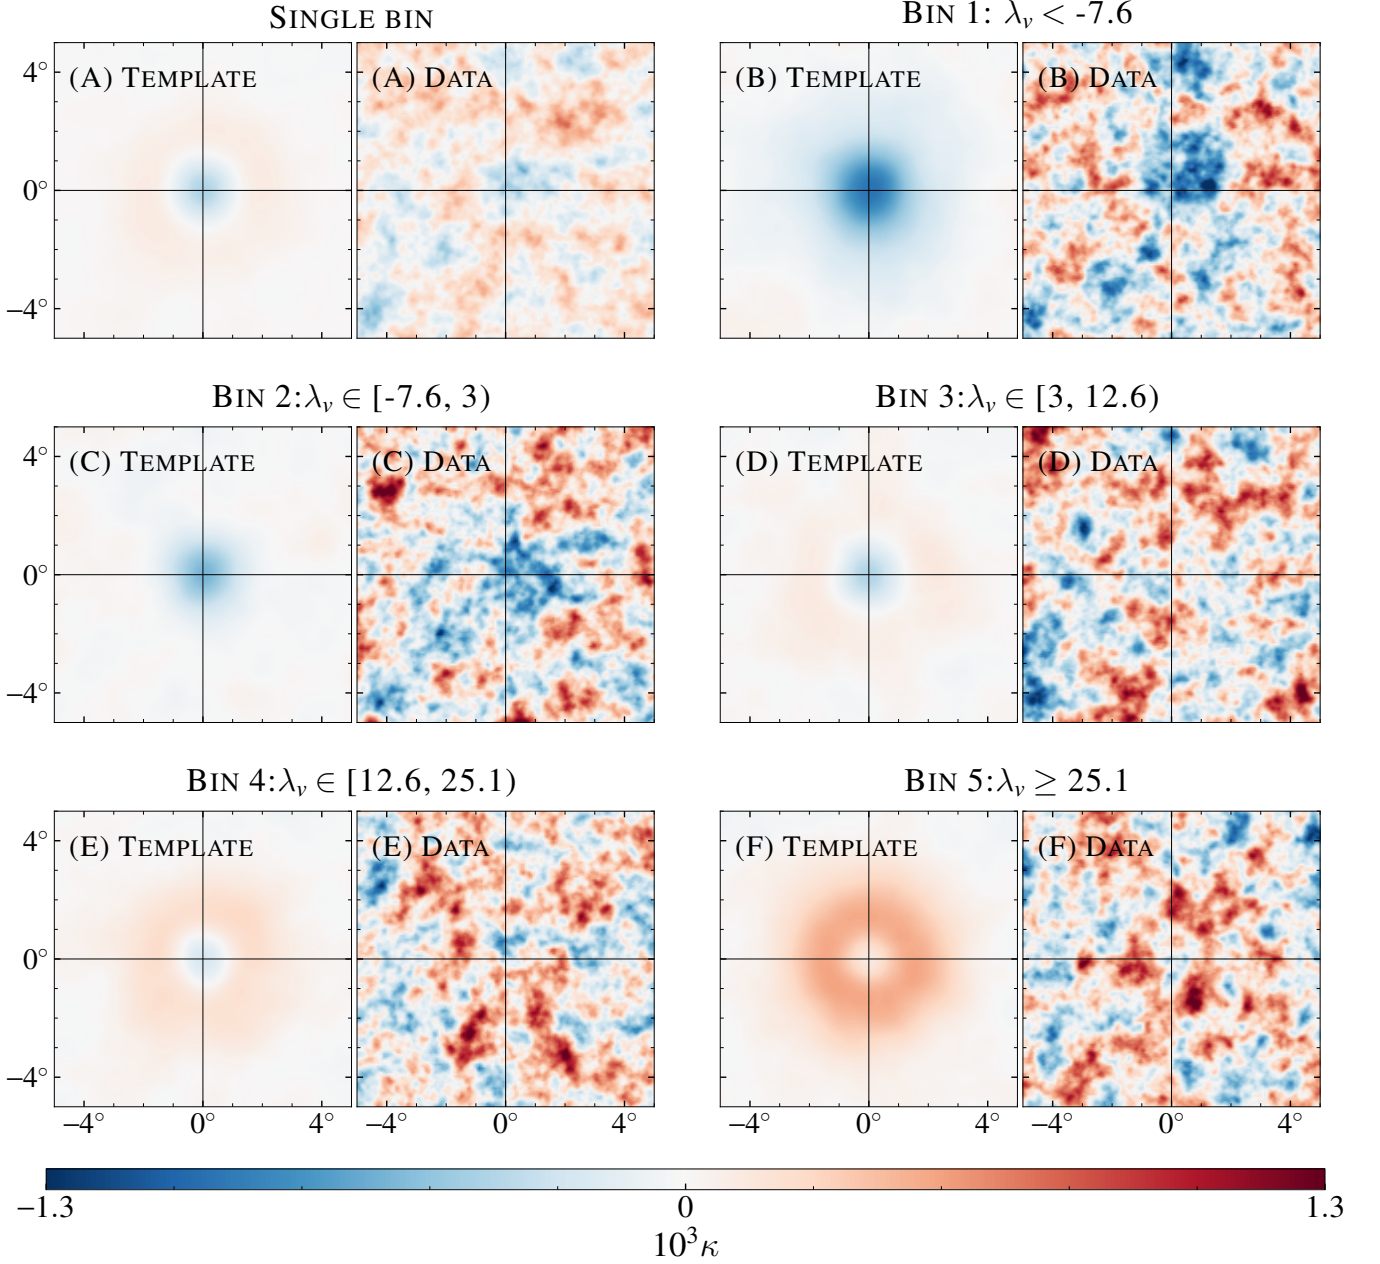 SINGLE BIN
BIN 1: λᵥ < -7.6
(A) TEMPLATE
(A) DATA
(B) TEMPLATE
(B) DATA
4°
0°
−4°
BIN 2:λᵥ ∈ [-7.6, 3)
BIN 3:λᵥ ∈ [3, 12.6)
(C) TEMPLATE
(C) DATA
(D) TEMPLATE
(D) DATA
4°
0°
−4°
BIN 4:λᵥ ∈ [12.6, 25.1)
BIN 5:λᵥ ≥ 25.1
(E) TEMPLATE
(E) DATA
(F) TEMPLATE
(F) DATA
4°
0°
−4°
−4° 0° 4° −4° 0° 4° −4° 0° 4° −4° 0° 4°
−1.3 0 1.3
10³κ